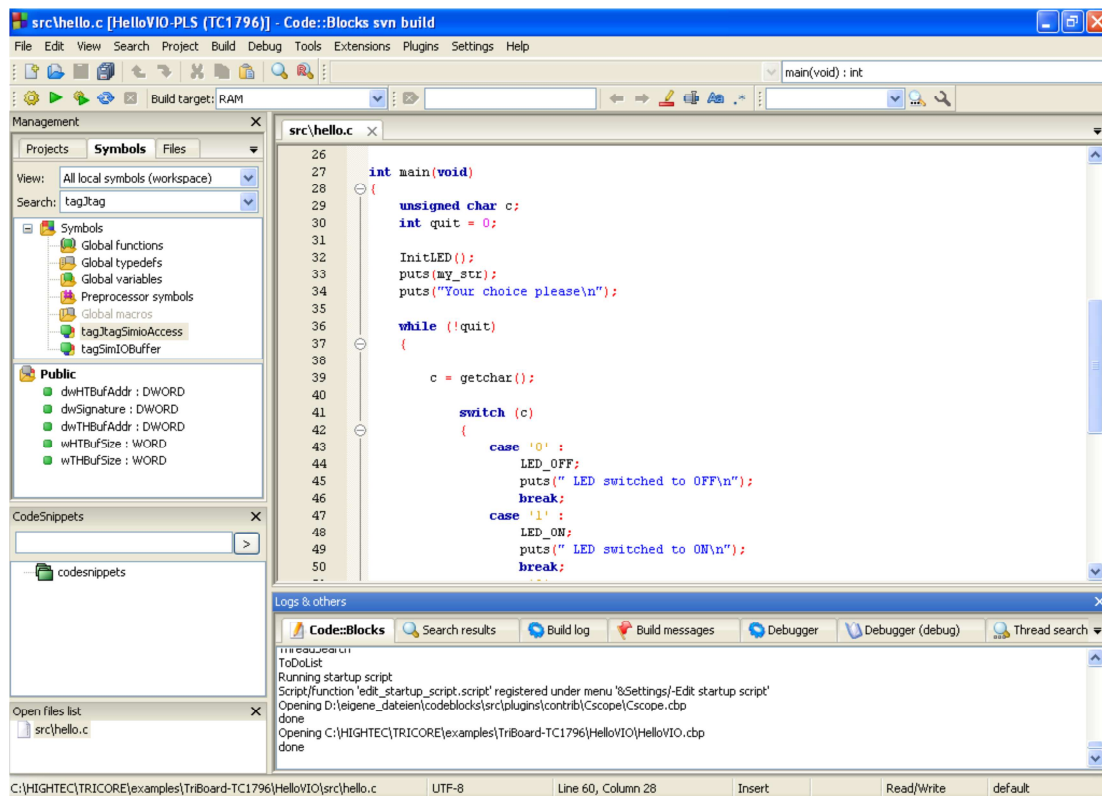 src\hello.c [HelloVIO-PLS (TC1796)] - Code::Blocks svn build
File Edit View Search Project Build Debug Tools Extensions Plugins Settings Help
main(void) : int
Build target: RAM
Management
Projects Symbols Files
View: All local symbols (workspace)
Search: tagJtag
Symbols
Global functions
Global typedefs
Global variables
Preprocessor symbols
Global macros
tagJtagSimioAccess
tagSimIOBuffer
Public
dwHTBufAddr : DWORD
dwSignature : DWORD
dwTHBufAddr : DWORD
wHTBufSize : WORD
wTHBufSize : WORD
CodeSnippets
>
codesnippets
Open files list
src\hello.c
src\hello.c
26
27 int main(void)
28 {
29 unsigned char c;
30 int quit = 0;
31
32 InitLED();
33 puts(my_str);
34 puts("Your choice please\n");
35
36 while (!quit)
37 {
38
39 c = getchar();
40
41 switch (c)
42 {
43 case '0' :
44 LED_OFF;
45 puts(" LED switched to OFF\n");
46 break;
47 case '1' :
48 LED_ON;
49 puts(" LED switched to ON\n");
50 break;
Logs & others
Code::Blocks Search results Build log Build messages Debugger Debugger (debug) Thread search
ThreadSearch
ToDoList
Running startup script
Script/function 'edit_startup_script.script' registered under menu '&Settings/-Edit startup script'
Opening D:\eigene_dateien\codeblocks\src\plugins\contrib\Cscope\Cscope.cbp
done
Opening C:\HIGHTEC\TRICORE\examples\TriBoard-TC1796\HelloVIO\HelloVIO.cbp
done
C:\HIGHTEC\TRICORE\examples\TriBoard-TC1796\HelloVIO\src\hello.c UTF-8 Line 60, Column 28 Insert Read/Write default